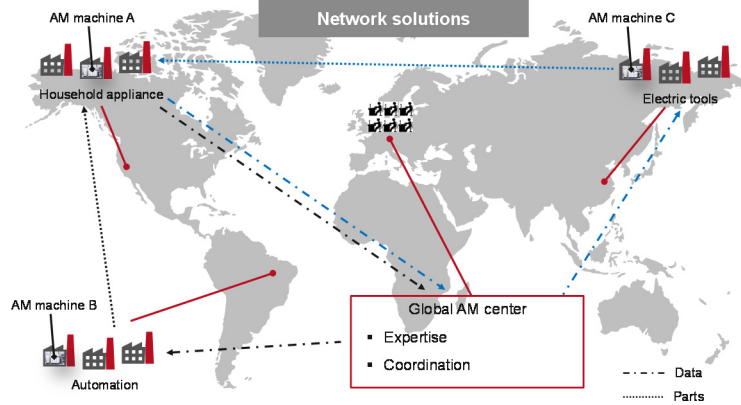 Network solutions
AM machine A
AM machine C
Household appliance
Electric tools
AM machine B
Automation
Global AM center
▪ Expertise
▪ Coordination
Data
Parts